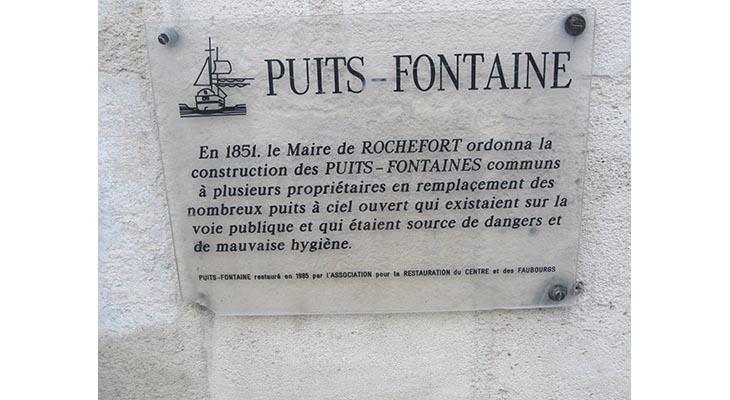 PUITS-FONTAINE
En 1851, le Maire de ROCHEFORT ordonna la
construction des PUITS-FONTAINES communs
à plusieurs propriétaires en remplaçement des
nombreux puits à ciel ouvert qui existaient sur la
voie publique et qui étaient source de dangers et
de mauvaise hygiène.
PUITS-FONTAINE restauré en 1985 par l'ASSOCIATION pour la RESTAURATION du CENTRE et des FAUBOURGS